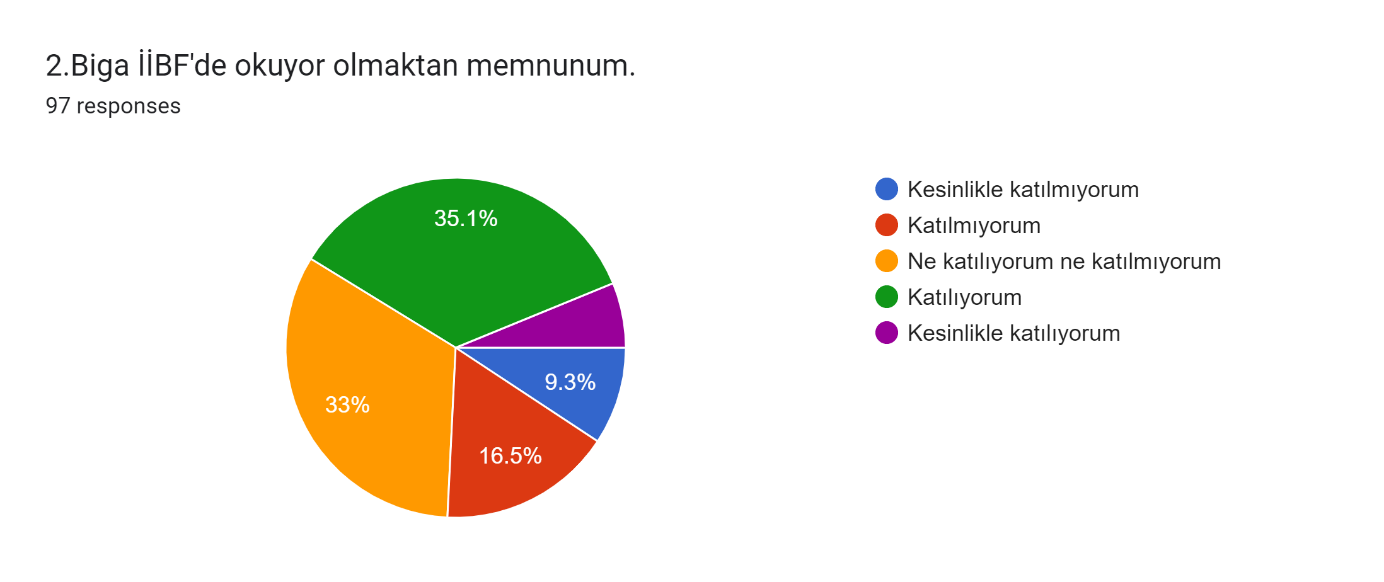 2.Biga İİBF'de okuyor olmaktan memnunum.
97 responses
35.1%
33%
16.5%
9.3%
Kesinlikle katılmıyorum
Katılmıyorum
Ne katılıyorum ne katılmıyorum
Katılıyorum
Kesinlikle katılıyorum